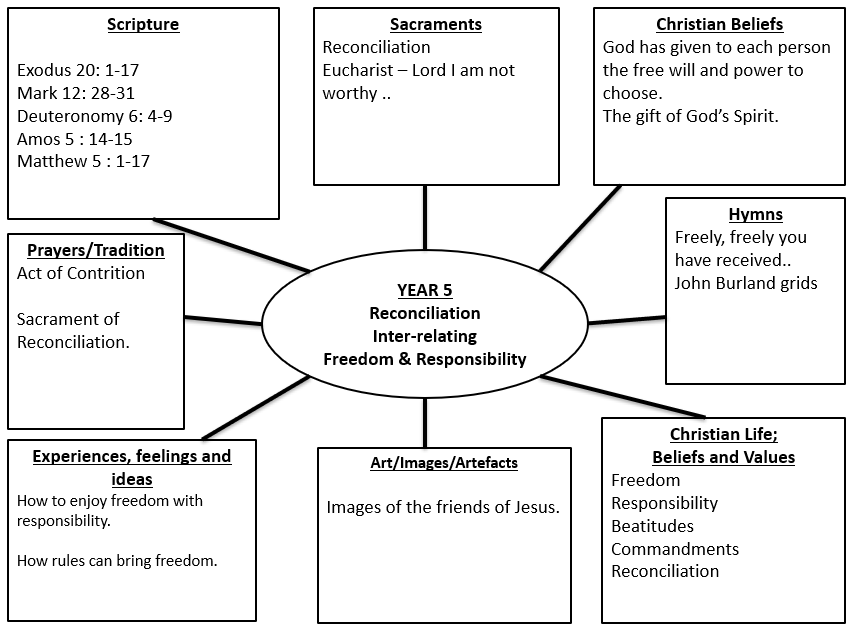 Scripture
Exodus 20: 1-17
Mark 12: 28-31
Deuteronomy 6: 4-9
Amos 5 : 14-15
Matthew 5 : 1-17
Sacraments
Reconciliation
Eucharist – Lord I am not
worthy ..
Christian Beliefs
God has given to each person
the free will and power to
choose.
The gift of God’s Spirit.
Prayers/Tradition
Act of Contrition
Sacrament of
Reconciliation.
YEAR 5
Reconciliation
Inter-relating
Freedom & Responsibility
Hymns
Freely, freely you
have received..
John Burland grids
Experiences, feelings and
ideas
How to enjoy freedom with
responsibility.
How rules can bring freedom.
Art/Images/Artefacts
Images of the friends of Jesus.
Christian Life;
Beliefs and Values
Freedom
Responsibility
Beatitudes
Commandments
Reconciliation